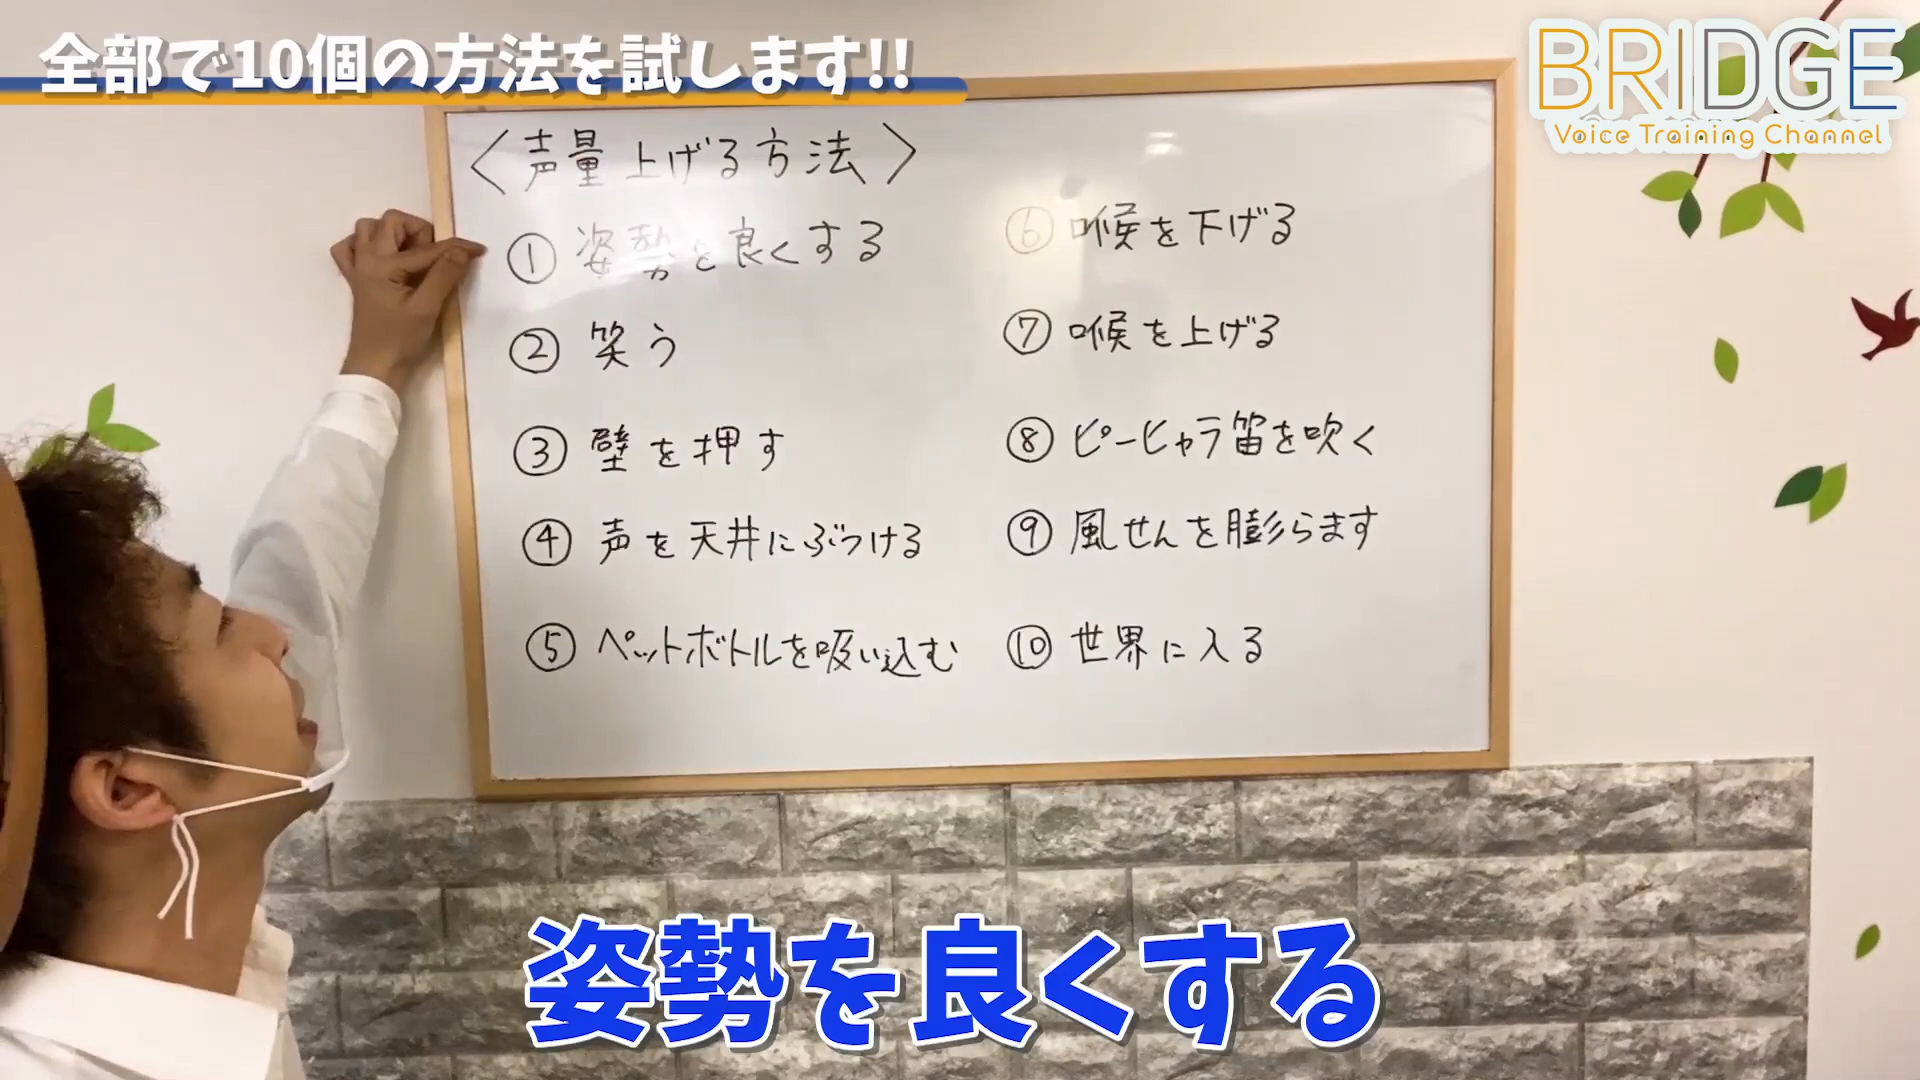 全部で10個の方法を試します!!
BRIDGE
Voice Training Channel
〈声量上げる方法〉
① 姿勢を良くする
② 笑う
③ 壁を押す
④ 声を天井にぶつける
⑤ ペットボトルを吸い込む
⑥ 喉を下げる
⑦ 喉を上げる
⑧ ピーヒャラ笛を吹く
⑨ 風せんを膨らます
⑩ 世界に入る
姿勢を良くする